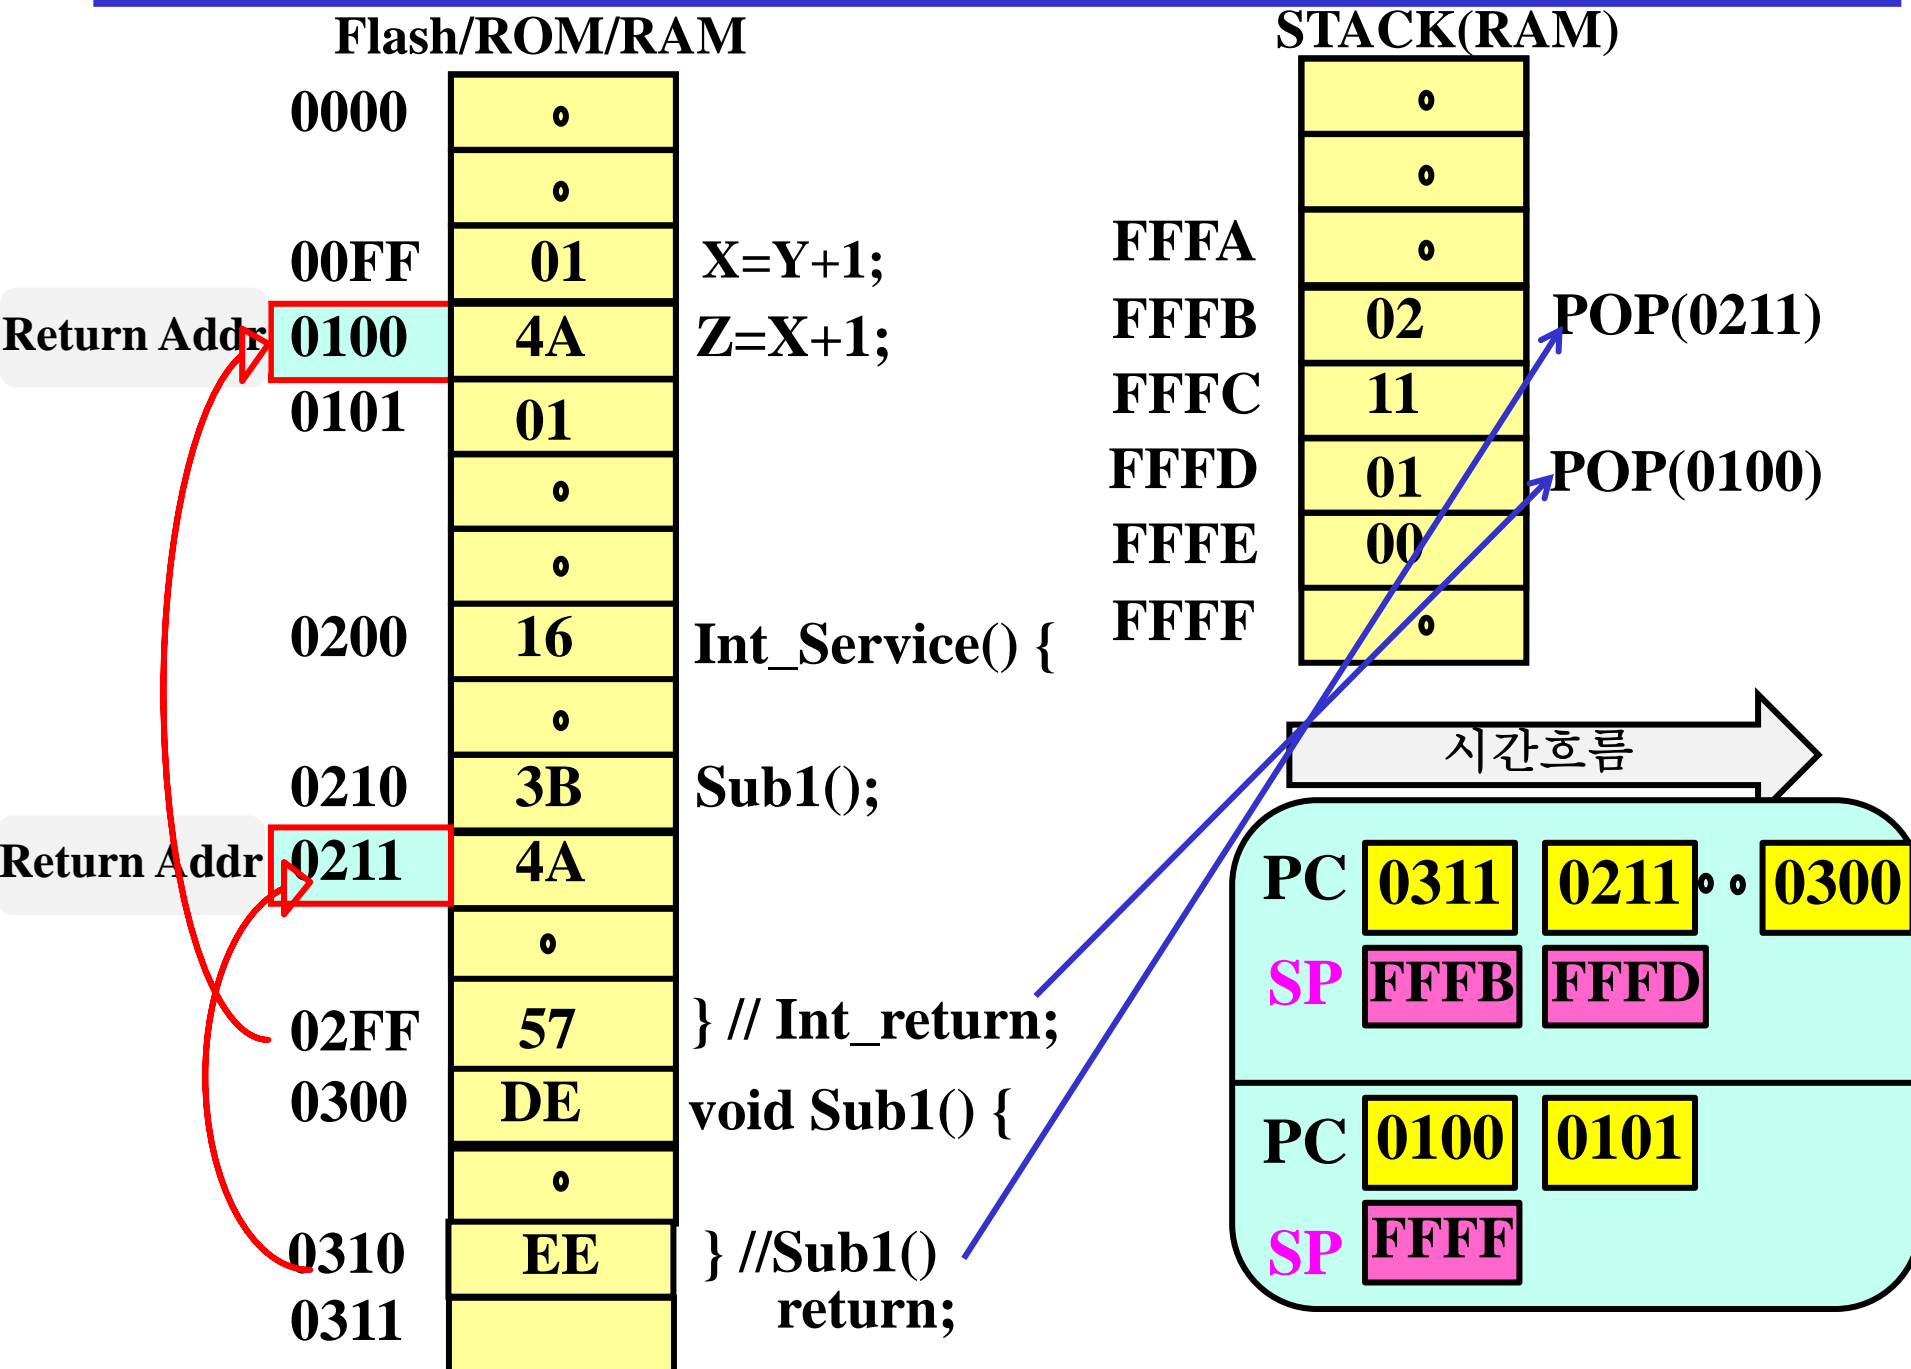 Flash/ROM/RAM
0000
00FF 01 X=Y+1;
Return Addr 0100 4A Z=X+1;
0101 01
0200 16 Int_Service() {
0210 3B Sub1();
Return Addr 0211 4A
02FF 57 } // Int_return;
0300 DE void Sub1() {
0310 EE } //Sub1()
return;
0311
STACK(RAM)
FFFA
FFFB 02 POP(0211)
FFFC 11
FFFD 01 POP(0100)
FFFE 00
FFFF
시간흐름
PC 0311 0211 0300
SP FFFB FFFD
PC 0100 0101
SP FFFF